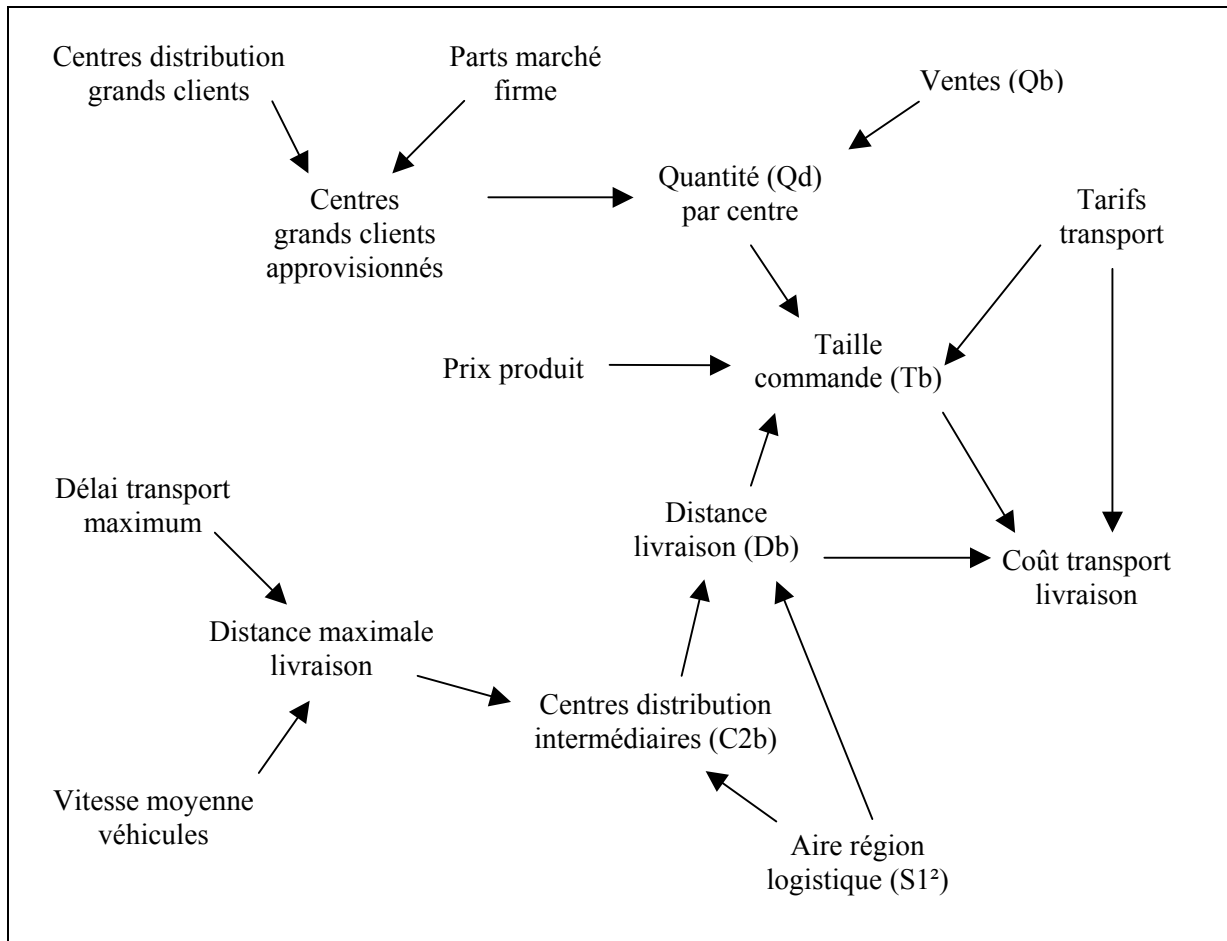 Centres distribution
grands clients
Parts marché
firme
Ventes (Qb)
Centres
grands clients
approvisionnés
Quantité (Qd)
par centre
Tarifs
transport
Prix produit
Taille
commande (Tb)
Délai transport
maximum
Distance
livraison (Db)
Coût transport
livraison
Distance maximale
livraison
Centres distribution
intermédiaires (C2b)
Vitesse moyenne
véhicules
Aire région
logistique (S1²)